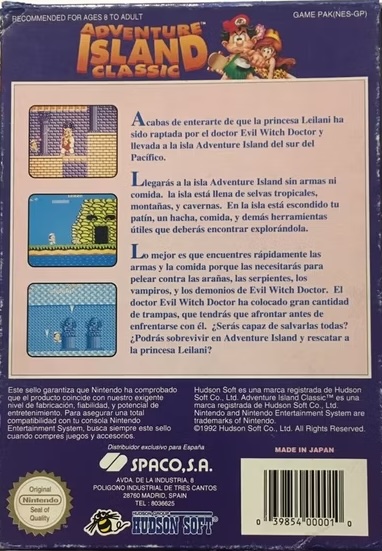 RECOMMENDED FOR AGES 8 TO ADULT
GAME PAK(NES-GP)
ADVENTURE
ISLAND
CLASSIC
Acabas de enterarte de que la princesa Leilani ha
sido raptada por el doctor Evil Witch Doctor y
llevada a la isla Adventure Island del sur del
Pacífico.
Llegarás a la isla Adventure Island sin armas ni
comida. la isla está llena de selvas tropicales,
montañas, y cavernas. En la isla está escondido tu
patín, un hacha, comida, y demás herramientas
útiles que deberás encontrar explorándola.
Lo mejor es que encuentres rápidamente las
armas y la comida porque las necesitarás para
pelear contra las arañas, las serpientes, los
vampiros, y los demonios de Evil Witch Doctor. El
doctor Evil Witch Doctor ha colocado gran cantidad
de trampas, que tendrás que afrontar antes de
enfrentarse con él. ¿Serás capaz de salvarlas todas?
¿Podrás sobrevivir en Adventure Island y rescatar a
la princesa Leilani?
Este sello garantiza que Nintendo ha comprobado
que el producto coincide con nuestro exigente
nivel de fabricación, fiabilidad, y potencial de
entretenimiento. Para asegurar una total
compatibilidad con tu consola Nintendo
Entertainment System, busca siempre este sello
cuando compres juegos y accesorios.
Hudson Soft es una marca registrada de Hudson
Soft Co., Ltd. Adventure Island Classic™ es una
marca registrada de Hudson Soft Co., Ltd.
Nintendo and Nintendo Entertainment System are
trademarks of Nintendo.
©1992 Hudson Soft Co., Ltd.
Distribuidor exclusivo para España
SPACO,S.A.
AVDA. DE LA INDUSTRIA, 8
POLIGONO INDUSTRIAL DE TRES CANTOS
28760 MADRID, SPAIN
TEL : 8036625
Original
Nintendo
Seal of
Quality
HUDSON SOFT
MADE IN JAPAN
0 39854 00001 0